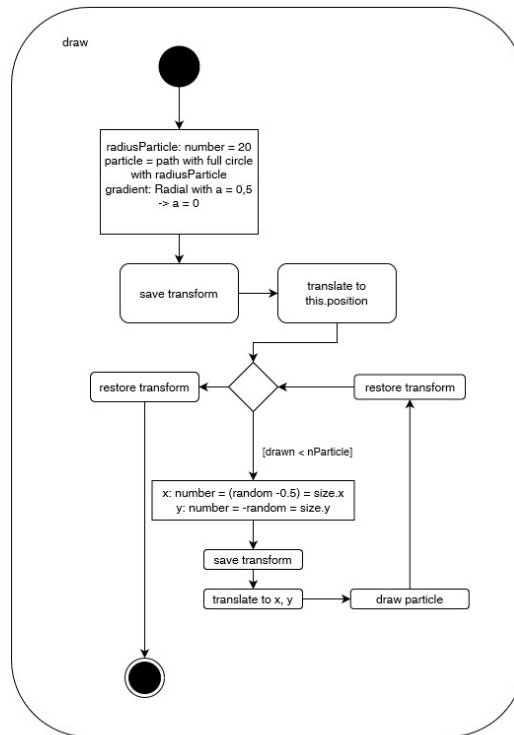 draw
radiusParticle: number = 20
particle = path with full circle
with radiusParticle
gradient: Radial with a = 0,5
-> a = 0
save transform
translate to
this.position
restore transform
restore transform
[drawn < nParticle]
x: number = (random -0.5) = size.x
y: number = -random = size.y
save transform
translate to x, y
draw particle